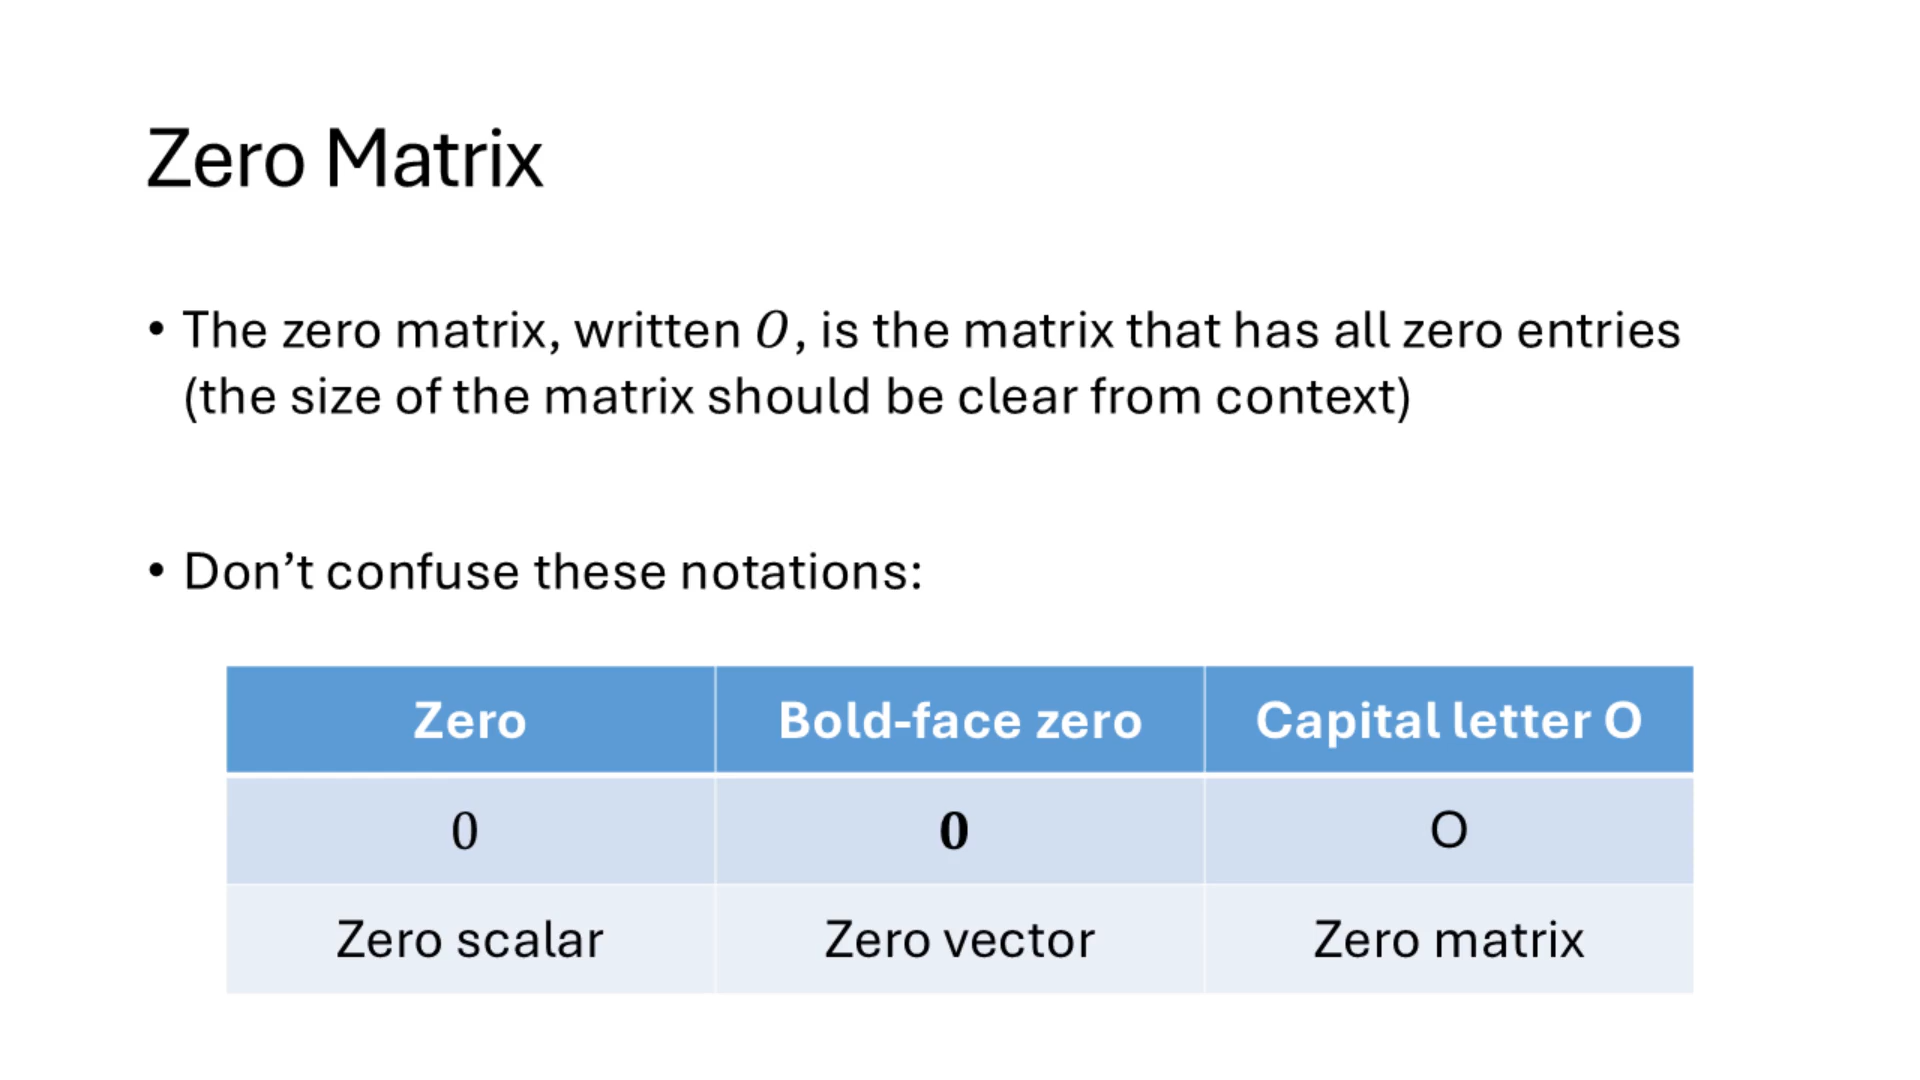 Zero Matrix
• The zero matrix, written O, is the matrix that has all zero entries
(the size of the matrix should be clear from context)
• Don’t confuse these notations:
Zero Bold-face zero Capital letter O
0 0 O
Zero scalar Zero vector Zero matrix